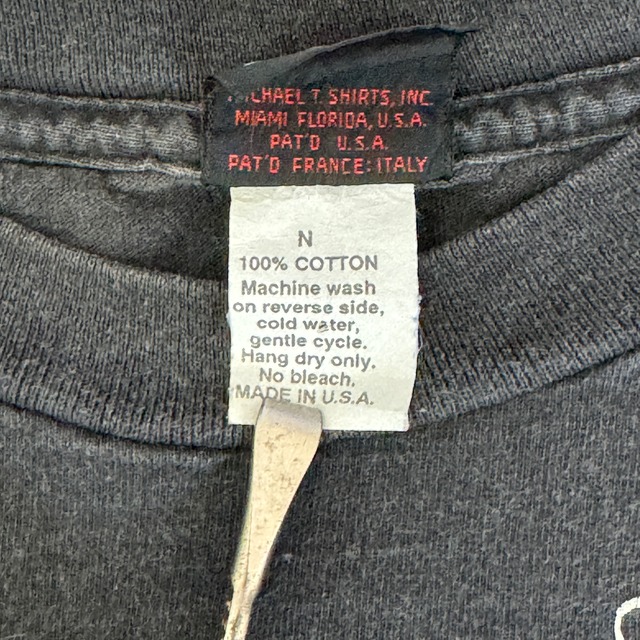 MICHAEL T. SHIRTS, INC.
MIAMI FLORIDA, U.S.A.
PAT'D U.S.A.
PAT'D FRANCE:ITALY
N
100% COTTON
Machine wash
on reverse side,
cold water,
gentle cycle.
Hang dry only.
No bleach.
MADE IN U.S.A.